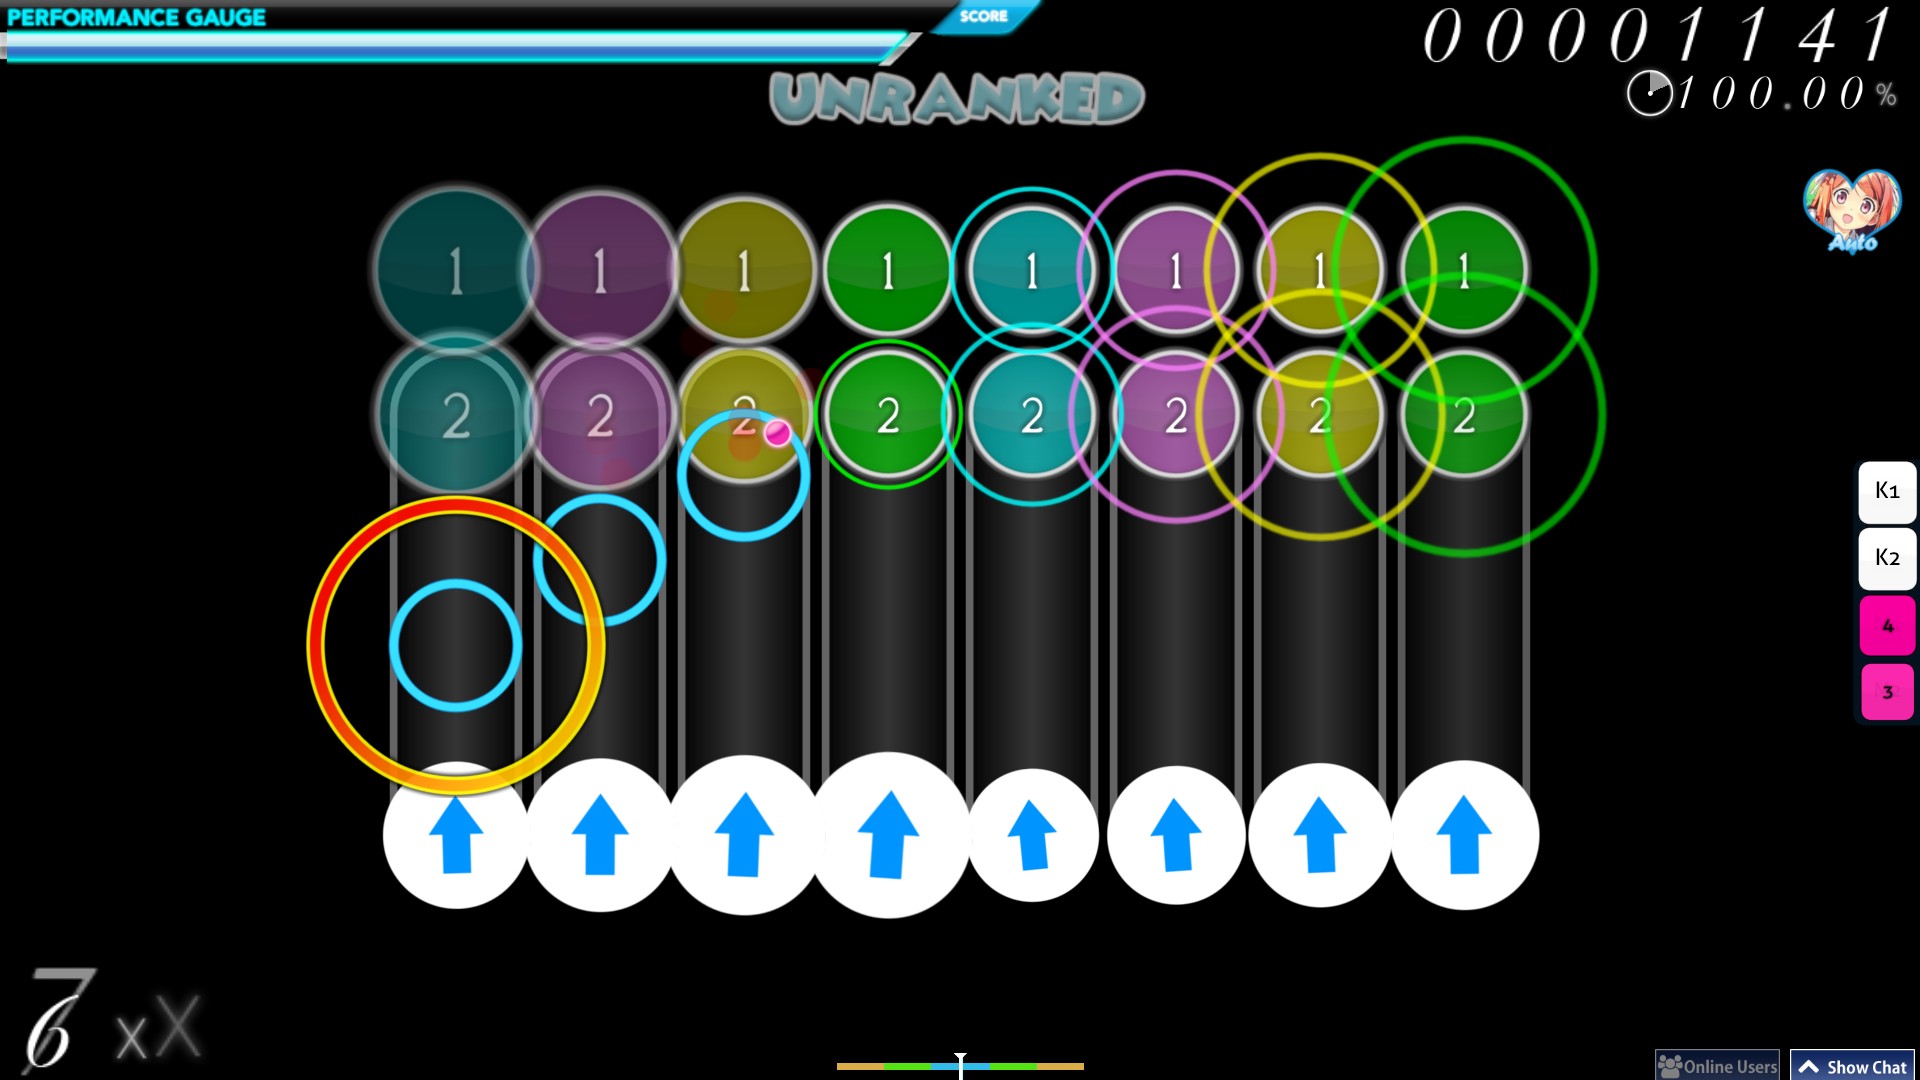 PERFORMANCE GAUGE
SCORE
00001141
100.00%
UNRANKED
Auto
1 1 1 1 1 1 1 1
2 2 2 2 2 2 2 2
K1
K2
4
3
6 x
Online Users
Show Chat